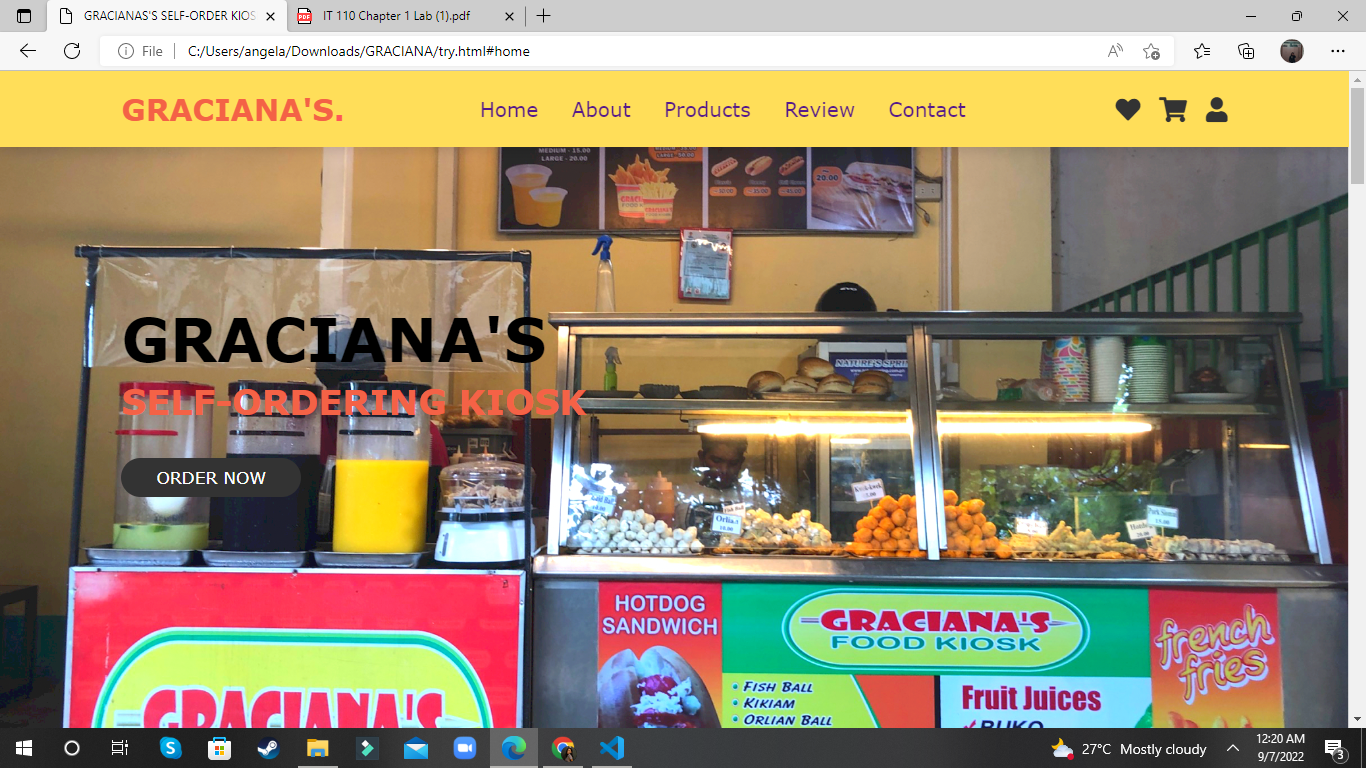 GRACIANAS'S SELF-ORDER KIOS
IT 110 Chapter 1 Lab (1).pdf
File
C:/Users/angela/Downloads/GRACIANA/try.html#home
GRACIANA'S.
Home About Products Review Contact
MEDIUM - 15.00
LARGE - 20.00
20.00
EVO
NATURE'S SPRI
GRACIANA'S
SELF-ORDERING KIOSK
ORDER NOW
HOTDOG
SANDWICH
GRACIANA'S
FOOD KIOSK
french
fries
• FISH BALL
• KIKIAM
• ORLIAN BALL
Fruit Juices
BUKO
GRACIANA'S
27°C Mostly cloudy
12:20 AM
9/7/2022
3